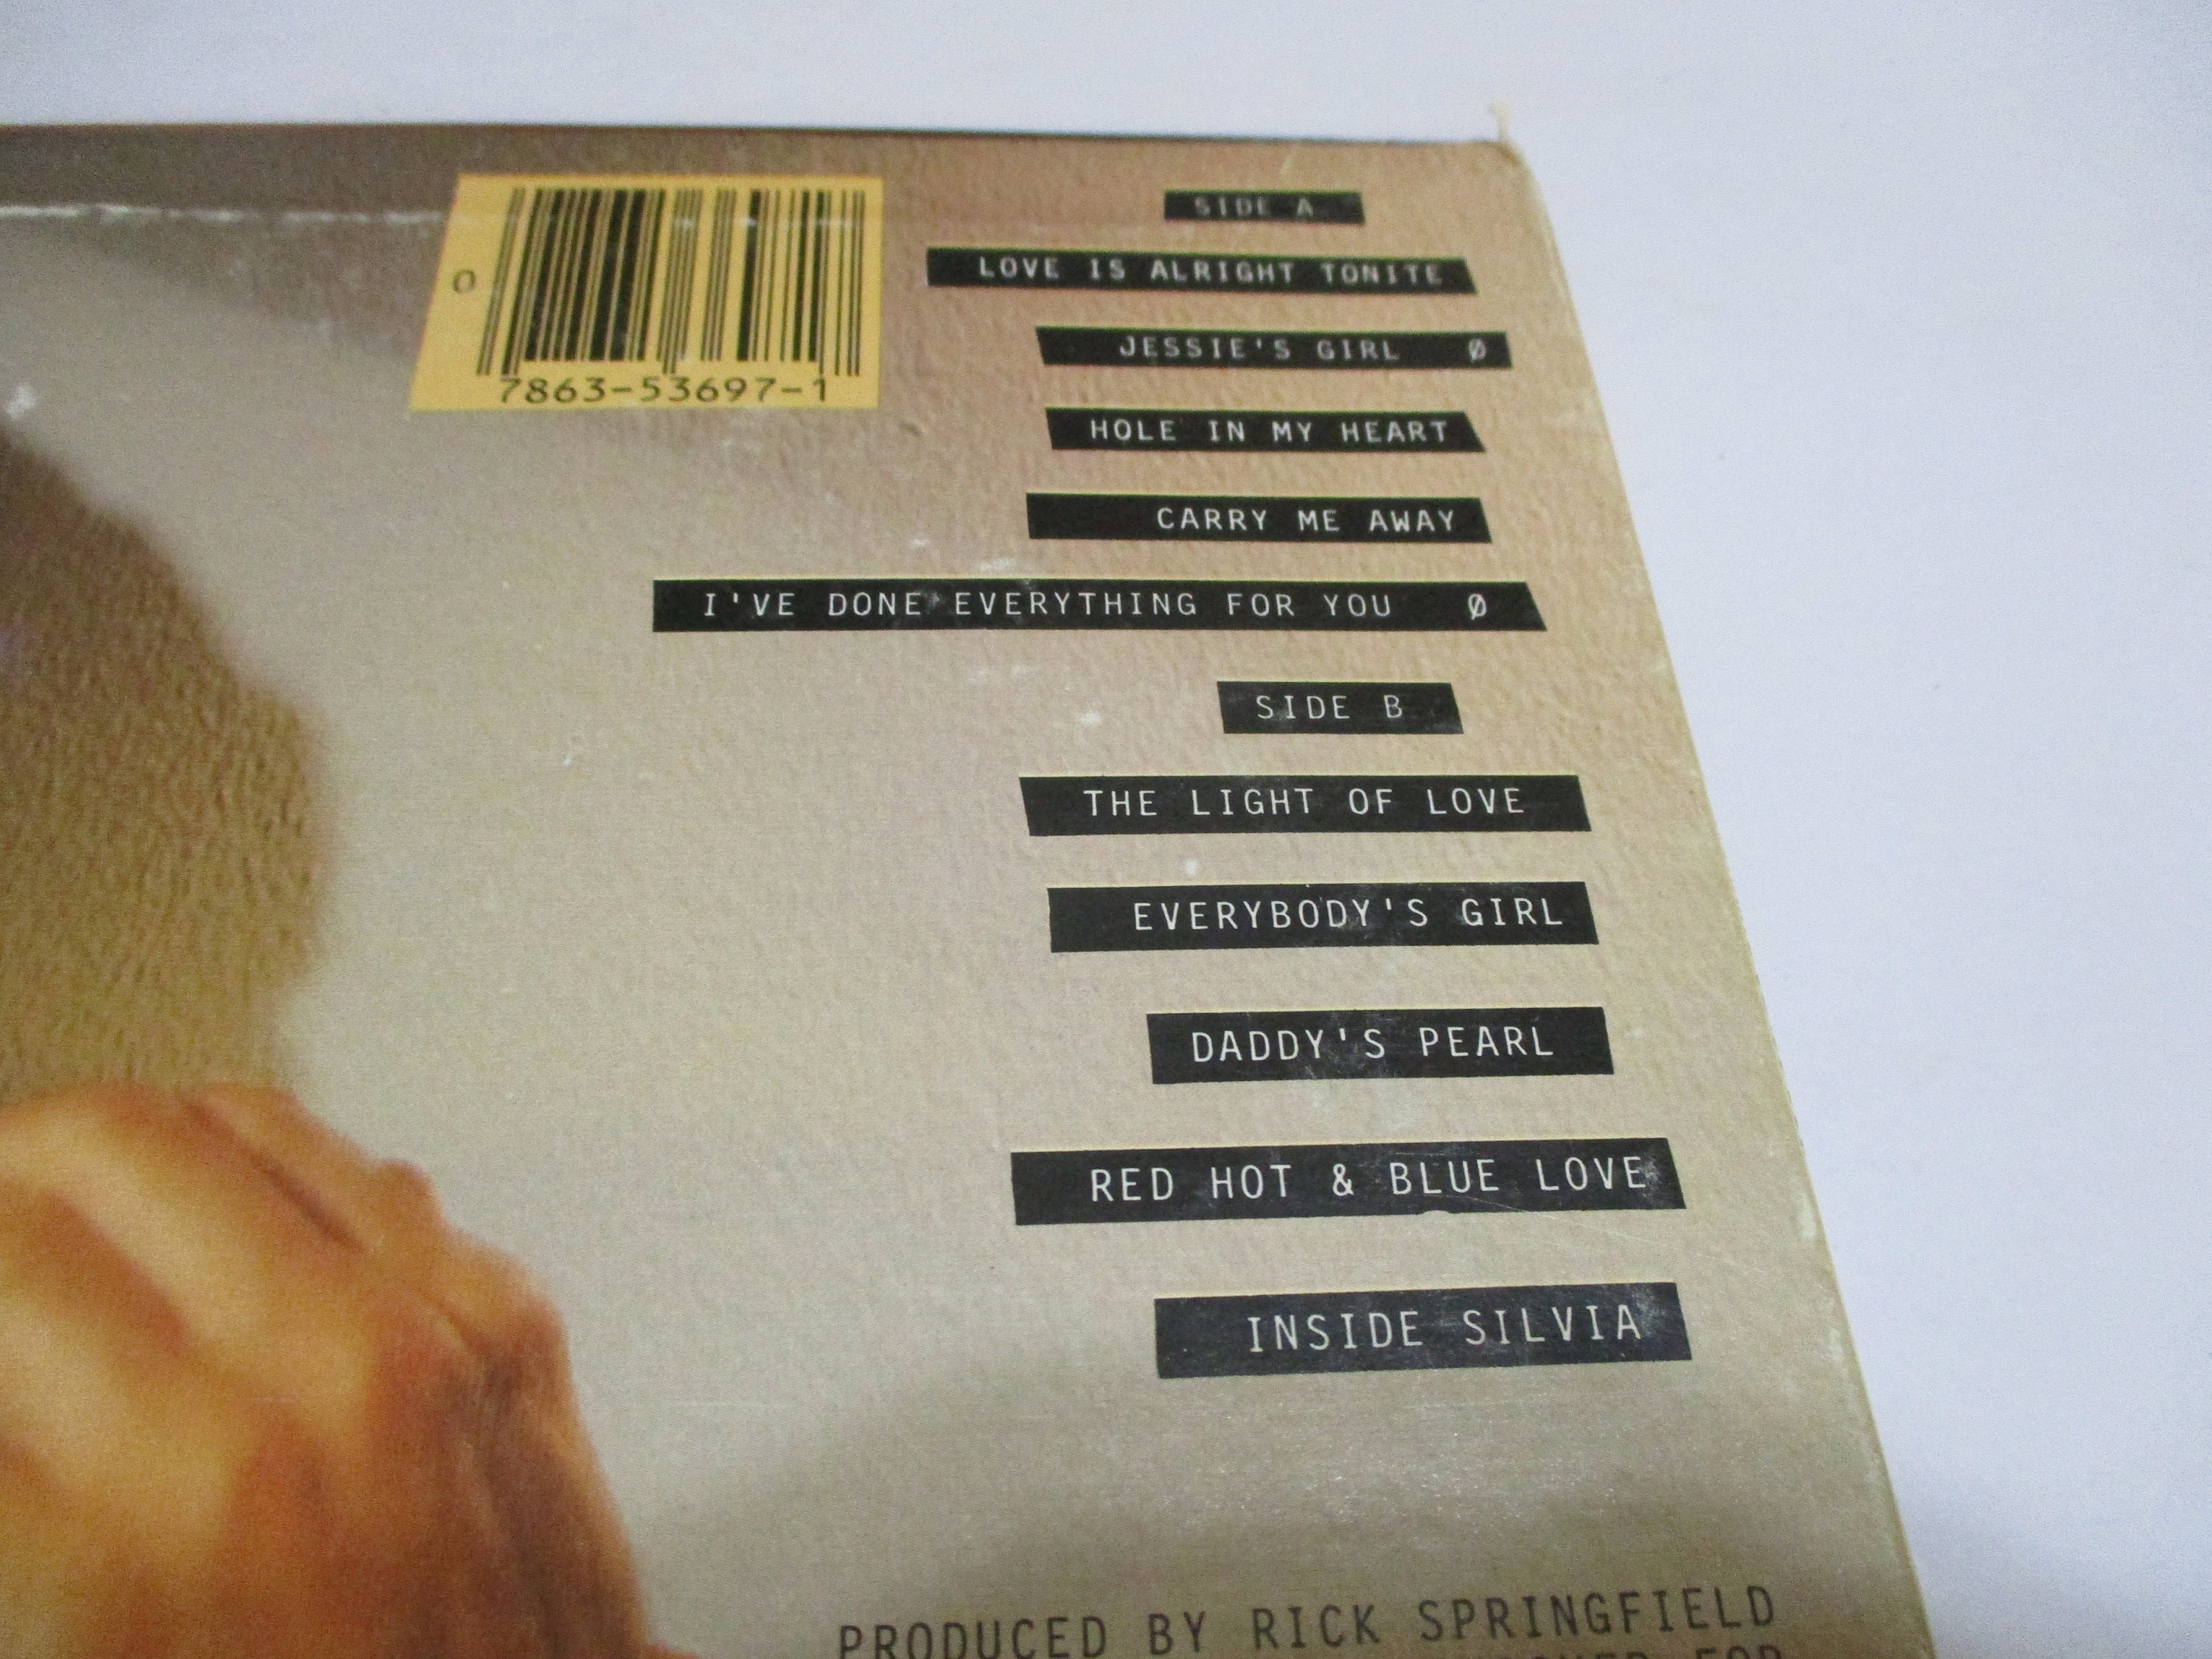 0
7863-53697-1
SIDE A
LOVE IS ALRIGHT TONITE
JESSIE'S GIRL Ø
HOLE IN MY HEART
CARRY ME AWAY
I'VE DONE EVERYTHING FOR YOU Ø
SIDE B
THE LIGHT OF LOVE
EVERYBODY'S GIRL
DADDY'S PEARL
RED HOT & BLUE LOVE
INSIDE SILVIA
PRODUCED BY RICK SPRINGFIELD
FOR